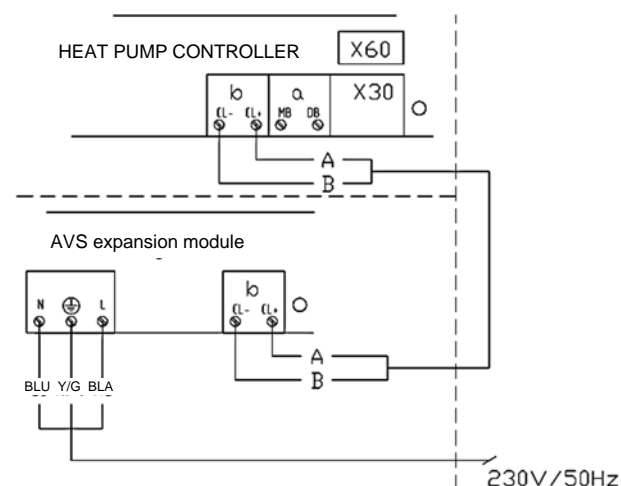 HEAT PUMP CONTROLLER X60
b a X30
CL- CL+ MB DB
A
B
AVS expansion module
N L b
CL- CL+
A
B
BLU Y/G BLA
230V/50Hz